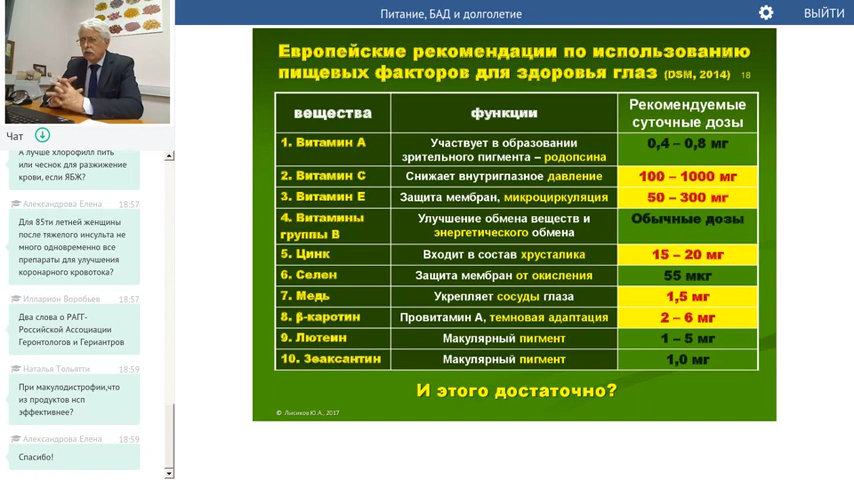 Питание, БАД и долголетие
ВЫЙТИ
Чат
А лучше хлорофилл пить
или чеснок для разжижение
крови, если ЯБЖ?
Александрова Елена 18:57
Для 85ти летней женщины
после тяжелого инсульта не
много одновременно все
препараты для улучшения
коронарного кровотока?
Илларион Воробьев 18:57
Два слова о РАГГ-
Российской Ассоциации
Геронтологов и Гериантров
Наталья Тольятти 18:59
При макулодистрофии,что
из продуктов нсп
эффективнее?
Александрова Елена 18:59
Спасибо!
Европейские рекомендации по использованию
пищевых факторов для здоровья глаз (DSM, 2014) 18
вещества функции Рекомендуемые
суточные дозы
1. Витамин А Участвует в образовании
зрительного пигмента – родопсина 0,4 – 0,8 мг
2. Витамин С Снижает внутриглазное давление 100 – 1000 мг
3. Витамин Е Защита мембран, микроциркуляция 50 – 300 мг
4. Витамины
группы В Улучшение обмена веществ и
энергетического обмена Обычные дозы
5. Цинк Входит в состав хрусталика 15 – 20 мг
6. Селен Защита мембран от окисления 55 мкг
7. Медь Укрепляет сосуды глаза 1,5 мг
8. β-каротин Провитамин А, темновая адаптация 2 – 6 мг
9. Лютеин Макулярный пигмент 1 – 5 мг
10. Зеаксантин Макулярный пигмент 1,0 мг
И этого достаточно?
© Лысиков Ю.А., 2017